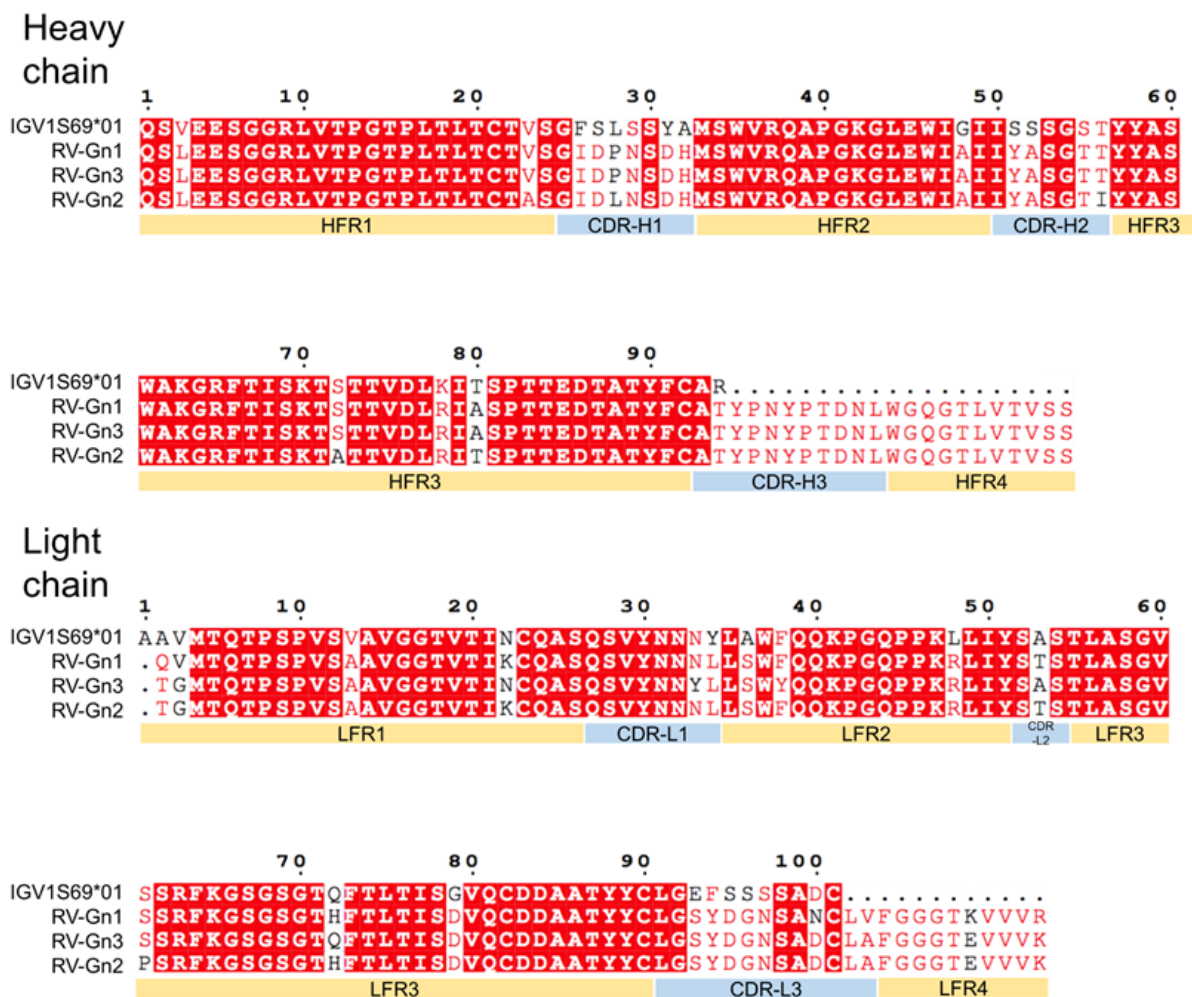 Heavy
chain
1 10 20 30 40 50 60
IGV1S69*01 QSVEESGGRLVTPGTPLTLTCTVSGFSLSSYAMSWVRQAPGKGLEWIGIISSSGSTYYAS
RV-Gn1 QSLEESGGRLVTPGTPLTLTCTVSGIDPNSDHMSWVRQAPGKGLEWIAIIYASGTTYYAS
RV-Gn3 QSLEESGGRLVTPGTPLTLTCTVSGIDPNSDHMSWVRQAPGKGLEWIAIIYASGTTYYAS
RV-Gn2 QSLEESGGRLVTPGTPLTLTCTASGIDLNSDHMSWVRQAPGKGLEWIAIIYASGTIYYAS
HFR1 CDR-H1 HFR2 CDR-H2 HFR3
70 80 90
IGV1S69*01 WAKGRFTISKTSTTVDLKITSPTTEDTATYFCAR....................
RV-Gn1 WAKGRFTISKTSTTVDLRIASPTTEDTATYFCATYPNYPTDNLWGQGTLVTVSS
RV-Gn3 WAKGRFTISKTSTTVDLRIASPTTEDTATYFCATYPNYPTDNLWGQGTLVTVSS
RV-Gn2 WAKGRFTISKTATTVDLRITSPTTEDTATYFCATYPNYPTDNLWGQGTLVTVSS
HFR3 CDR-H3 HFR4
Light
chain
1 10 20 30 40 50 60
IGV1S69*01 AAVMTQTPSPVSVAVGGTVTINCQASQSVYNNNYLAWFQQKPGQPPKLLIYSASTLASGV
RV-Gn1 .QVMTQTPSPVSAAVGGTVTIKCQASQSVYNNNLLSWFQQKPGQPPKRLIYSTSTLASGV
RV-Gn3 .TGMTQTPSPVSAAVGGTVTINCQASQSVYNNYLLSWYQQKPGQPPKRLIYSASTLASGV
RV-Gn2 .TGMTQTPSPVSAAVGGTVTIKCQASQSVYNNNLLSWFQQKPGQPPKRLIYSTSTLASGV
LFR1 CDR-L1 LFR2 CDR -L2 LFR3
70 80 90 100
IGV1S69*01 SSRFKGSGSGTQFTLTISGVQCDDAATYYCLGEFSSSSADC............
RV-Gn1 SSRFKGSGSGTHFTLTISDVQCDDAATYYCLGSYDGNSANCLVFGGGTKVVVR
RV-Gn3 SSRFKGSGSGTQFTLTISDVQCDDAATYYCLGSYDGNSADCLAFGGGTEVVVK
RV-Gn2 PSRFKGSGSGTHFTLTISDVQCDDAATYYCLGSYDGNSADCLAFGGGTEVVVK
LFR3 CDR-L3 LFR4